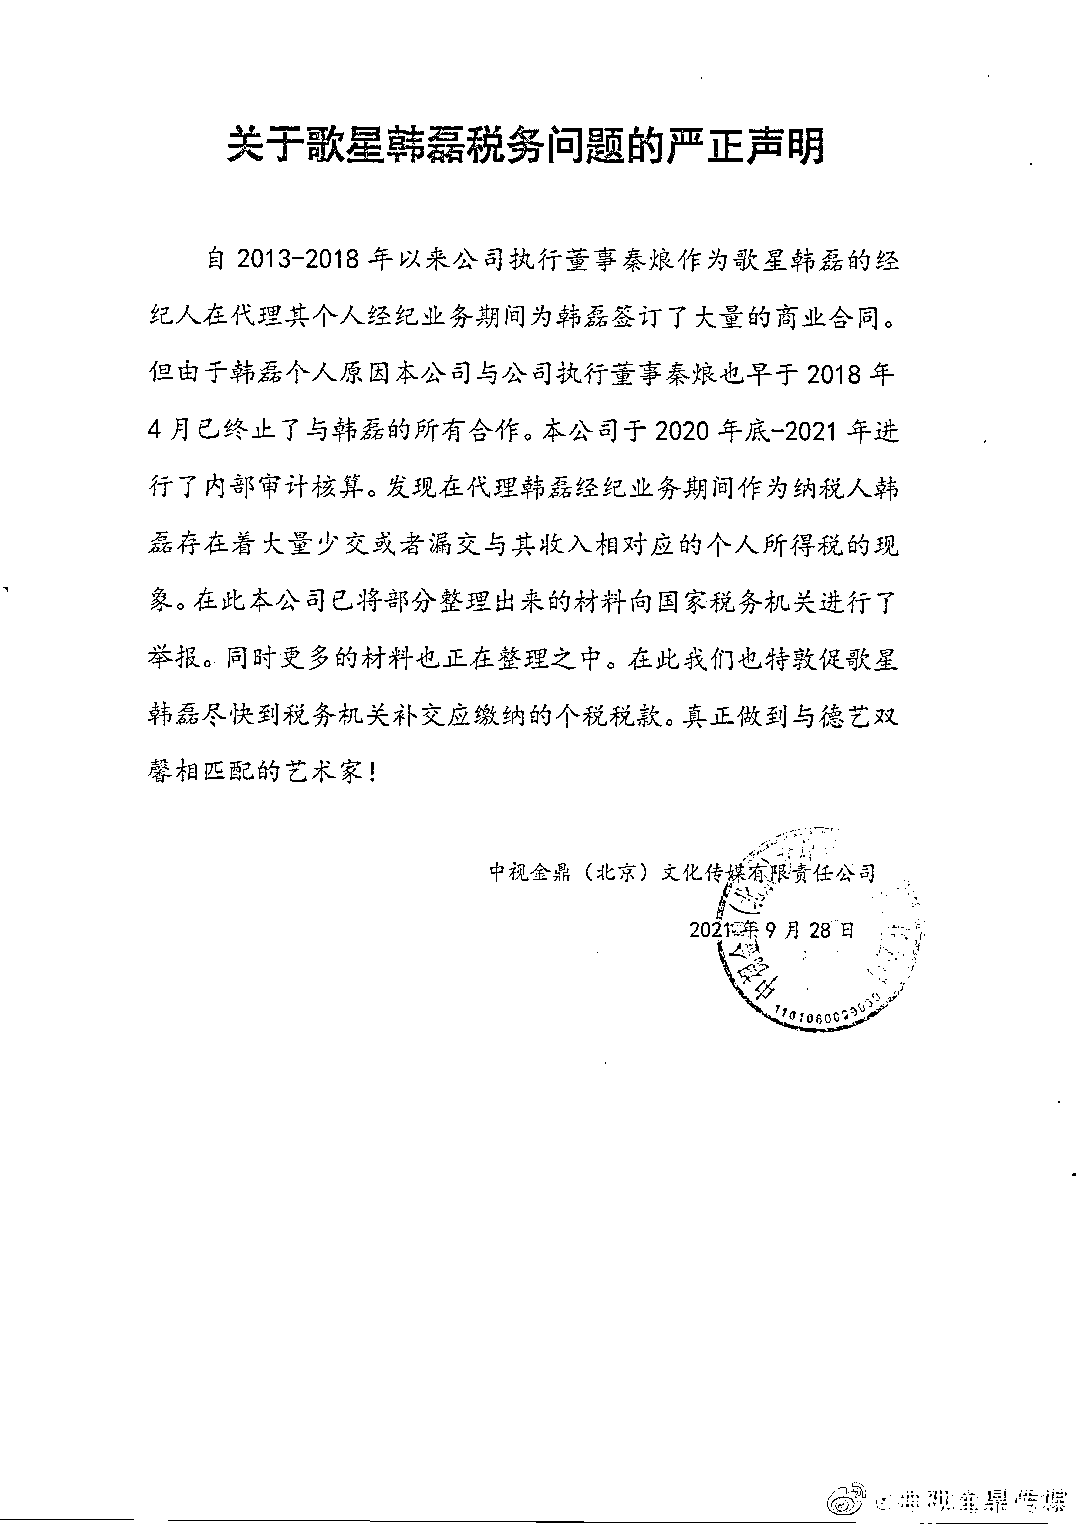 关于歌星韩磊税务问题的严正声明
自 2013-2018 年以来公司执行董事秦烺作为歌星韩磊的经
纪人在代理其个人经纪业务期间为韩磊签订了大量的商业合同。
但由于韩磊个人原因本公司与公司执行董事秦烺也早于 2018 年
4 月已终止了与韩磊的所有合作。本公司于 2020 年底-2021 年进
行了内部审计核算。发现在代理韩磊经纪业务期间作为纳税人韩
磊存在着大量少交或者漏交与其收入相对应的个人所得税的现
象。在此本公司已将部分整理出来的材料向国家税务机关进行了
举报。同时更多的材料也正在整理之中。在此我们也特敦促歌星
韩磊尽快到税务机关补交应缴纳的个税税款。真正做到与德艺双
馨相匹配的艺术家!
中视金鼎（北京）文化传媒有限责任公司
2021 年 9 月 28 日
@中视金鼎传媒